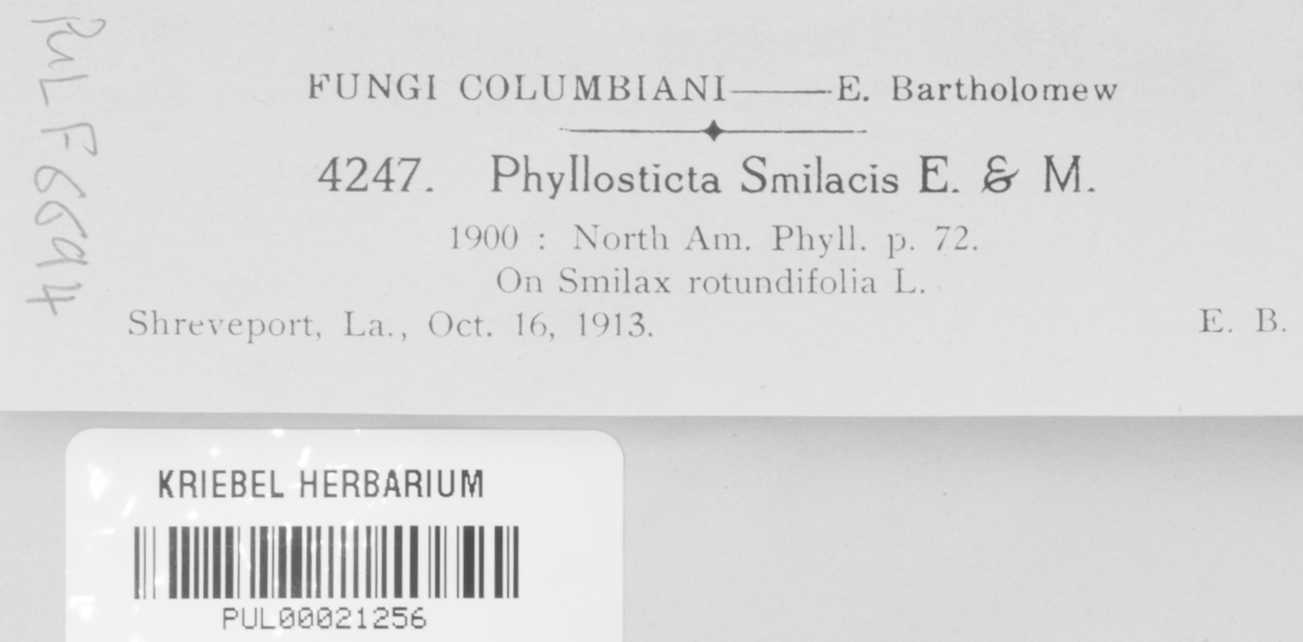 PUL F6694
FUNGI COLUMBIANI——E. Bartholomew
4247. Phyllosticta Smilacis E. & M.
1900 : North Am. Phyll. p. 72.
On Smilax rotundifolia L.
Shreveport, La., Oct. 16, 1913. E. B.
KRIEBEL HERBARIUM
PUL00021256